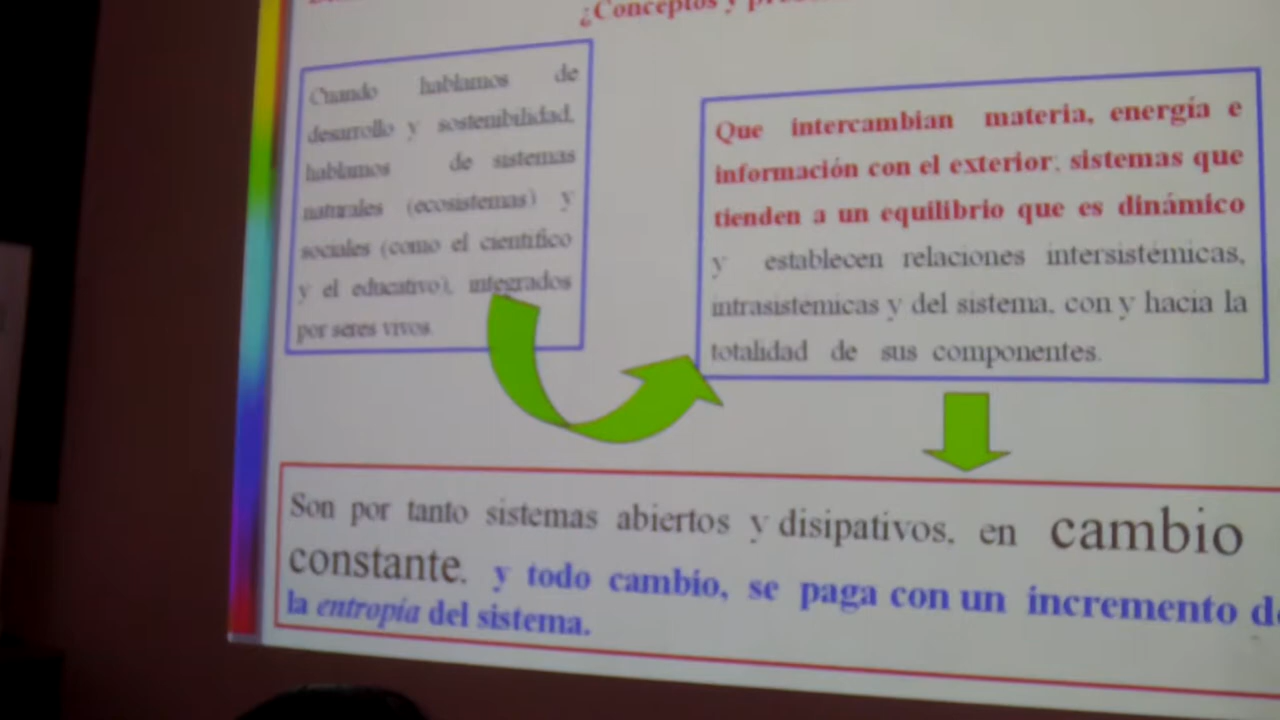 ¿Conceptos y
Cuando hablamos de
desarrollo y sostenibilidad,
hablamos de sistemas
naturales (ecosistemas) y
sociales (como el científico
y el educativo), integrados
por seres vivos.
Que intercambian materia, energía e
información con el exterior; sistemas que
tienden a un equilibrio que es dinámico
y establecen relaciones intersistémicas,
intrasistémicas y del sistema, con y hacia la
totalidad de sus componentes.
Son por tanto sistemas abiertos y disipativos, en cambio
constante, y todo cambio, se paga con un incremento d
la entropía del sistema.